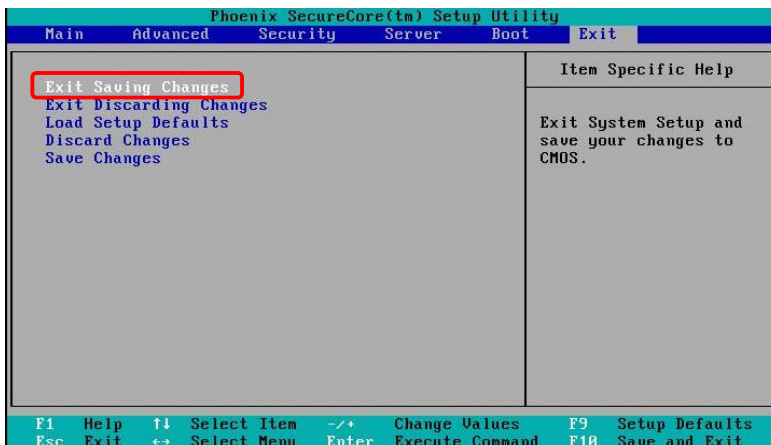 Phoenix SecureCore(tm) Setup Utility
Main Advanced Security Server Boot Exit
Item Specific Help
Exit Saving Changes
Exit Discarding Changes
Load Setup Defaults
Discard Changes
Save Changes
Exit System Setup and
save your changes to
CMOS.
F1 Help ↑↓ Select Item -/+ Change Values F9 Setup Defaults
Esc Exit ↔ Select Menu Enter Execute Command F10 Save and Exit